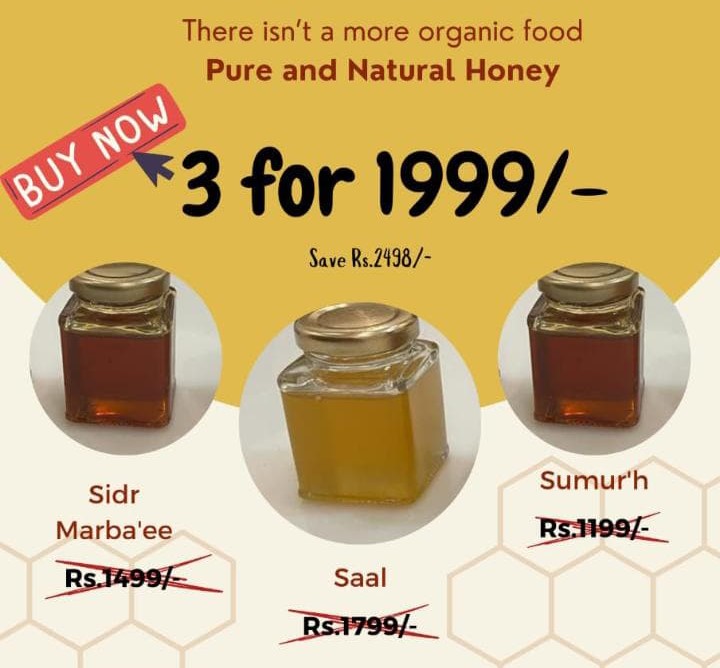 There isn't a more organic food
Pure and Natural Honey
BUY NOW
3 for 1999/-
Save Rs.2498/-
Sidr
Marba'ee
Rs.1499/-
Saal
Rs.1799/-
Sumur'h
Rs.1199/-